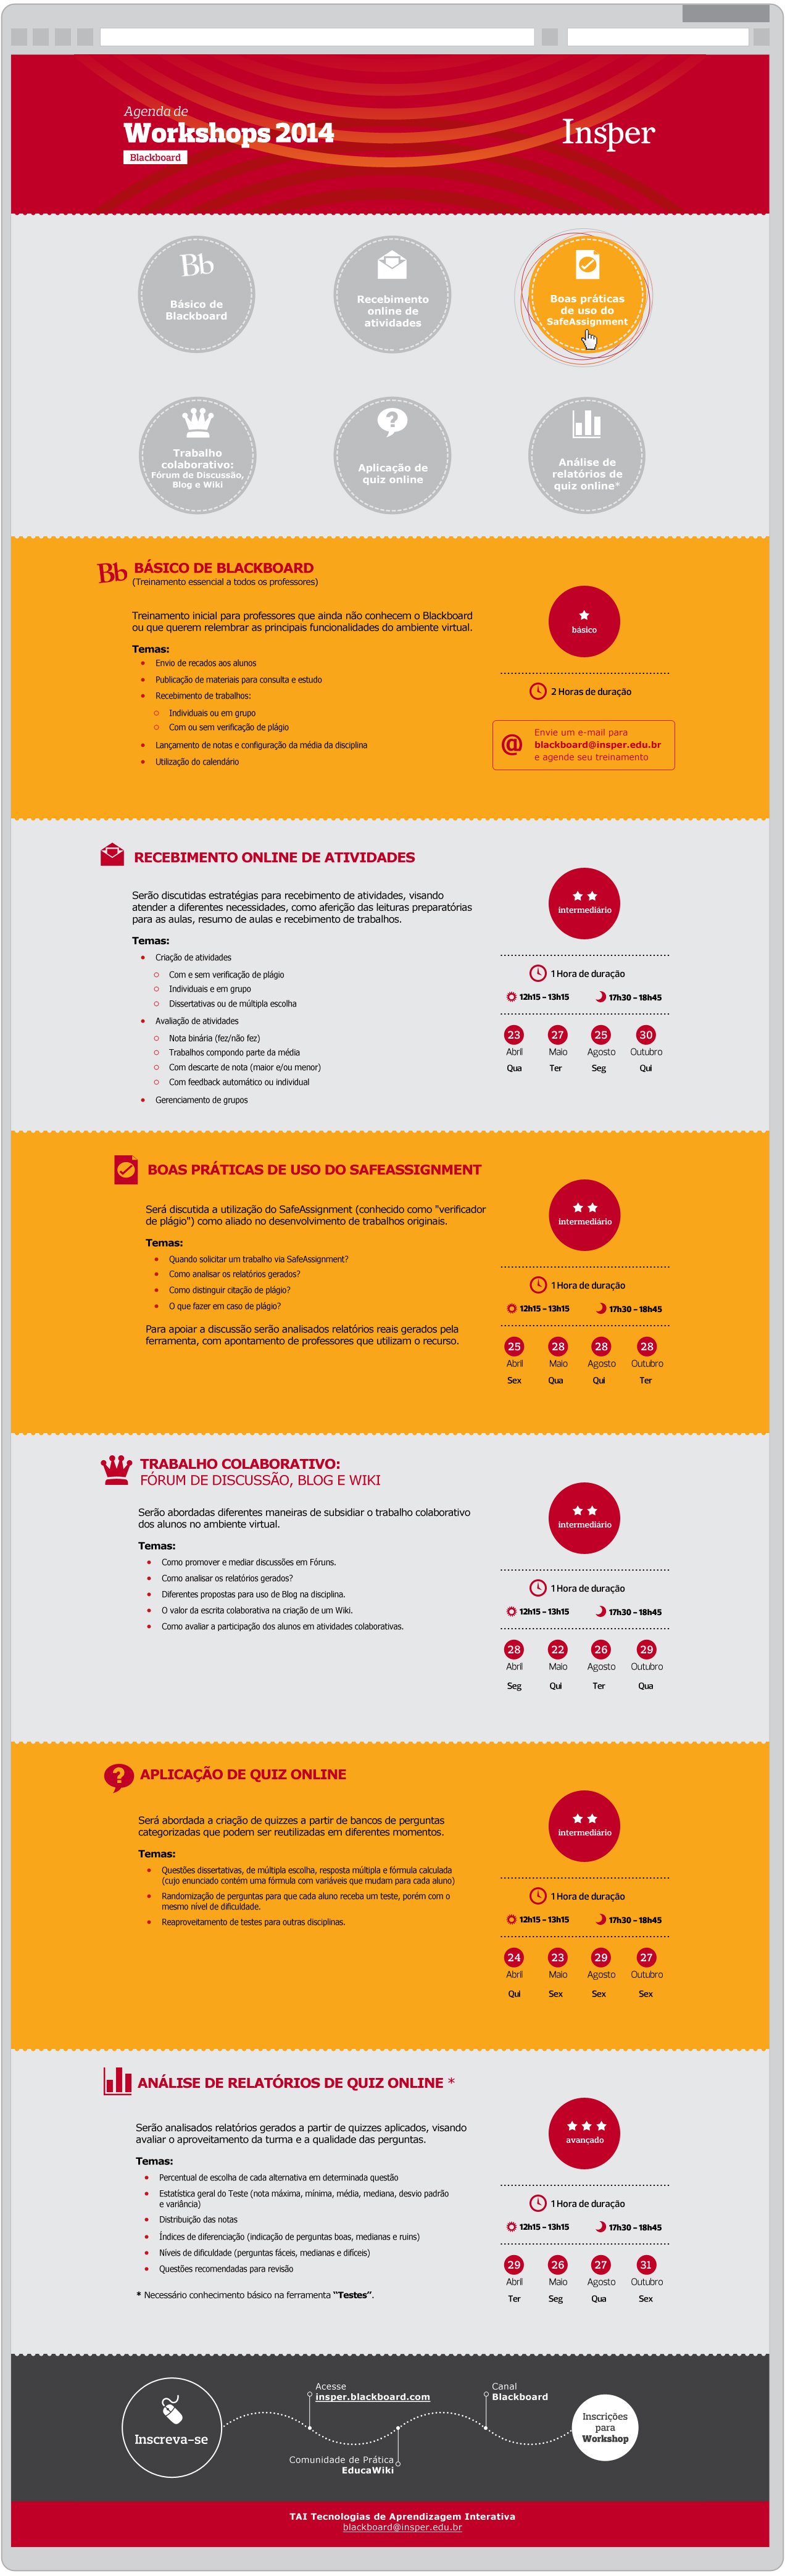 Agenda de
Workshops 2014
Blackboard
Insper
Bb
Básico de
Blackboard
Recebimento
online de
atividades
Boas práticas
de uso do
SafeAssignment
Trabalho
colaborativo:
Fórum de Discussão,
Blog e Wiki
?
Aplicação de
quiz online
Análise de
relatórios de
quiz online*
Bb BÁSICO DE BLACKBOARD
(Treinamento essencial a todos os professores)
Treinamento inicial para professores que ainda não conhecem o Blackboard
ou que querem relembrar as principais funcionalidades do ambiente virtual.
Temas:
Envio de recados aos alunos
Publicação de materiais para consulta e estudo
Recebimento de trabalhos:
Individuais ou em grupo
Com ou sem verificação de plágio
Lançamento de notas e configuração da média da disciplina
Utilização do calendário
básico
2 Horas de duração
@
Envie um e-mail para
blackboard@insper.edu.br
e agende seu treinamento
RECEBIMENTO ONLINE DE ATIVIDADES
Serão discutidas estratégias para recebimento de atividades, visando
atender a diferentes necessidades, como aferição das leituras preparatórias
para as aulas, resumo de aulas e recebimento de trabalhos.
Temas:
Criação de atividades
Com e sem verificação de plágio
Individuais e em grupo
Dissertativas ou de múltipla escolha
Avaliação de atividades
Nota binária (fez/não fez)
Trabalhos compondo parte da média
Com descarte de nota (maior e/ou menor)
Com feedback automático ou individual
Gerenciamento de grupos
intermediário
1 Hora de duração
12h15 – 13h15 17h30 – 18h45
23 27 25 30
Abril Maio Agosto Outubro
Qua Ter Seg Qui
BOAS PRÁTICAS DE USO DO SAFEASSIGNMENT
Será discutida a utilização do SafeAssignment (conhecido como "verificador
de plágio") como aliado no desenvolvimento de trabalhos originais.
Temas:
Quando solicitar um trabalho via SafeAssignment?
Como analisar os relatórios gerados?
Como distinguir citação de plágio?
O que fazer em caso de plágio?
Para apoiar a discussão serão analisados relatórios reais gerados pela
ferramenta, com apontamento de professores que utilizam o recurso.
intermediário
1 Hora de duração
12h15 – 13h15 17h30 – 18h45
25 28 28 28
Abril Maio Agosto Outubro
Sex Qua Qui Ter
TRABALHO COLABORATIVO:
FÓRUM DE DISCUSSÃO, BLOG E WIKI
Serão abordadas diferentes maneiras de subsidiar o trabalho colaborativo
dos alunos no ambiente virtual.
Temas:
Como promover e mediar discussões em Fóruns.
Como analisar os relatórios gerados?
Diferentes propostas para uso de Blog na disciplina.
O valor da escrita colaborativa na criação de um Wiki.
Como avaliar a participação dos alunos em atividades colaborativas.
intermediário
1 Hora de duração
12h15 – 13h15 17h30 – 18h45
28 22 26 29
Abril Maio Agosto Outubro
Seg Qui Ter Qua
? APLICAÇÃO DE QUIZ ONLINE
Será abordada a criação de quizzes a partir de bancos de perguntas
categorizadas que podem ser reutilizadas em diferentes momentos.
Temas:
Questões dissertativas, de múltipla escolha, resposta múltipla e fórmula calculada
(cujo enunciado contém uma fórmula com variáveis que mudam para cada aluno)
Randomização de perguntas para que cada aluno receba um teste, porém com o
mesmo nível de dificuldade.
Reaproveitamento de testes para outras disciplinas.
intermediário
1 Hora de duração
12h15 – 13h15 17h30 – 18h45
24 23 29 27
Abril Maio Agosto Outubro
Qui Sex Sex Sex
ANÁLISE DE RELATÓRIOS DE QUIZ ONLINE *
Serão analisados relatórios gerados a partir de quizzes aplicados, visando
avaliar o aproveitamento da turma e a qualidade das perguntas.
Temas:
Percentual de escolha de cada alternativa em determinada questão
Estatística geral do Teste (nota máxima, mínima, média, mediana, desvio padrão
e variância)
Distribuição das notas
Índices de diferenciação (indicação de perguntas boas, medianas e ruins)
Níveis de dificuldade (perguntas fáceis, medianas e difíceis)
Questões recomendadas para revisão
* Necessário conhecimento básico na ferramenta “Testes”.
avançado
1 Hora de duração
12h15 – 13h15 17h30 – 18h45
29 26 27 31
Abril Maio Agosto Outubro
Ter Seg Qua Sex
Inscreva-se
Acesse
insper.blackboard.com
Comunidade de Prática
EducaWiki
Canal
Blackboard
Inscrições
para
Workshop
TAI Tecnologias de Aprendizagem Interativa
blackboard@insper.edu.br